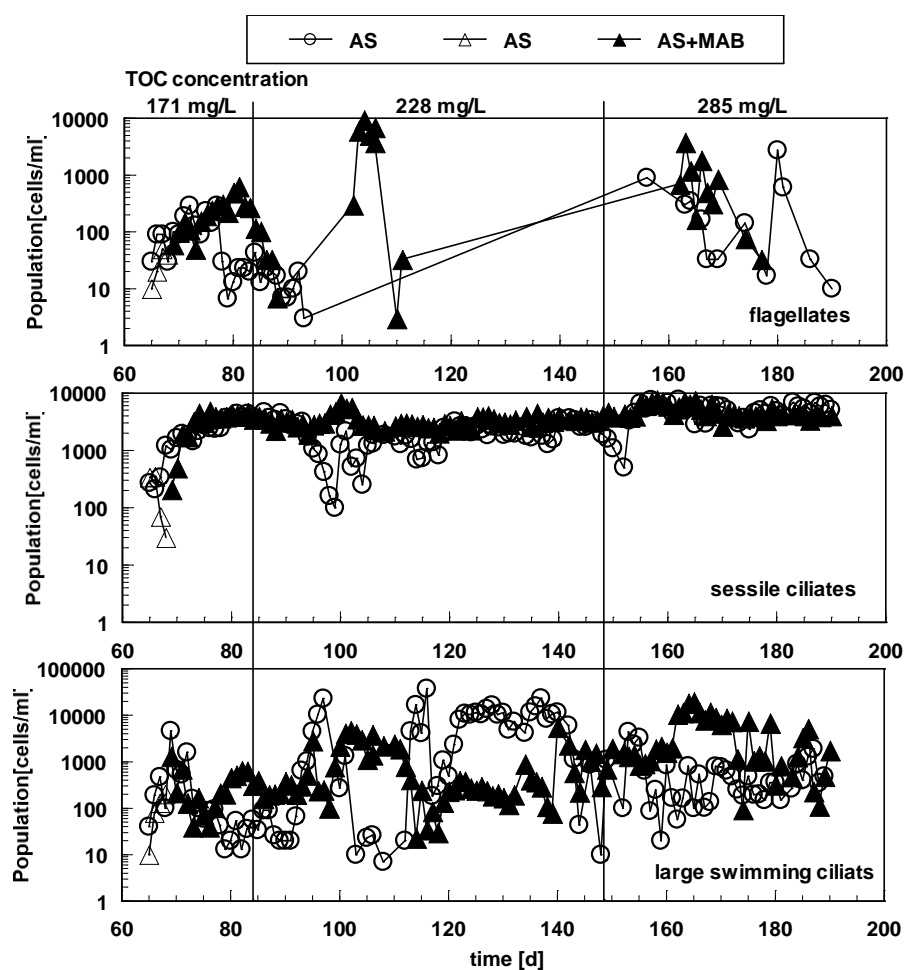 AS AS AS+MAB
TOC concentration
171 mg/L 228 mg/L 285 mg/L
10000
1000
100
10
1
Population[cells/ml]
flagellates
60 80 100 120 140 160 180 200
10000
1000
100
10
1
Population[cells/ml]
sessile ciliates
60 80 100 120 140 160 180 200
100000
10000
1000
100
10
1
Population[cells/ml]
large swimming ciliats
60 80 100 120 140 160 180 200
time [d]